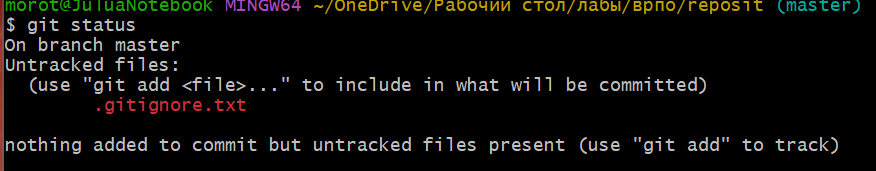 morot@JuluaNotebook MINGW64 ~/OneDrive/Рабочий стол/лабы/врпо/reposit (master)
$ git status
On branch master
Untracked files:
  (use "git add <file>..." to include in what will be committed)
        .gitignore.txt

nothing added to commit but untracked files present (use "git add" to track)